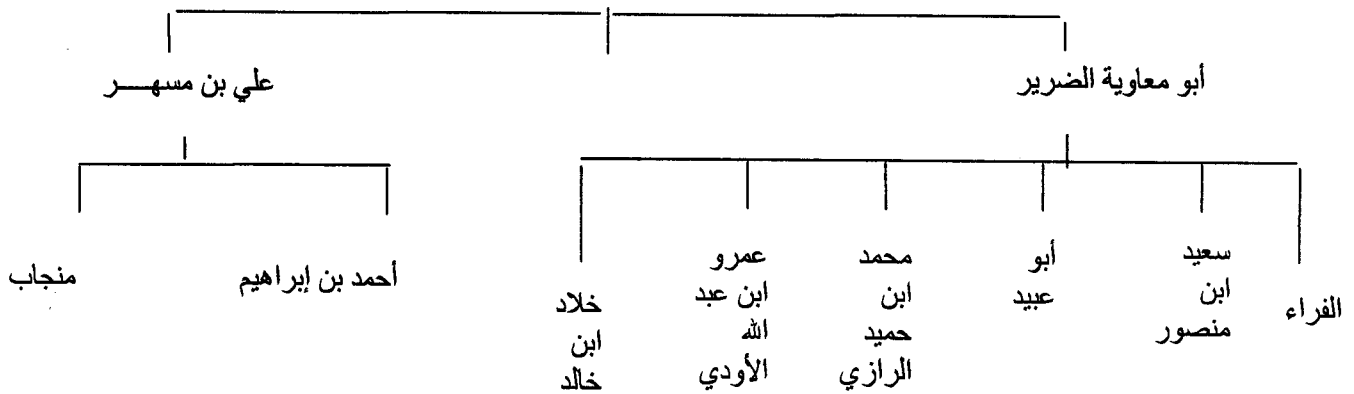 أبو معاوية الضرير
علي بن مسهــر
الفراء
سعيد
ابن
منصور
أبو
عبيد
محمد
ابن
حميد
الرازي
عمرو
ابن عبد
الله
الأودي
خلاد
ابن
خالد
أحمد بن إبراهيم
منجاب